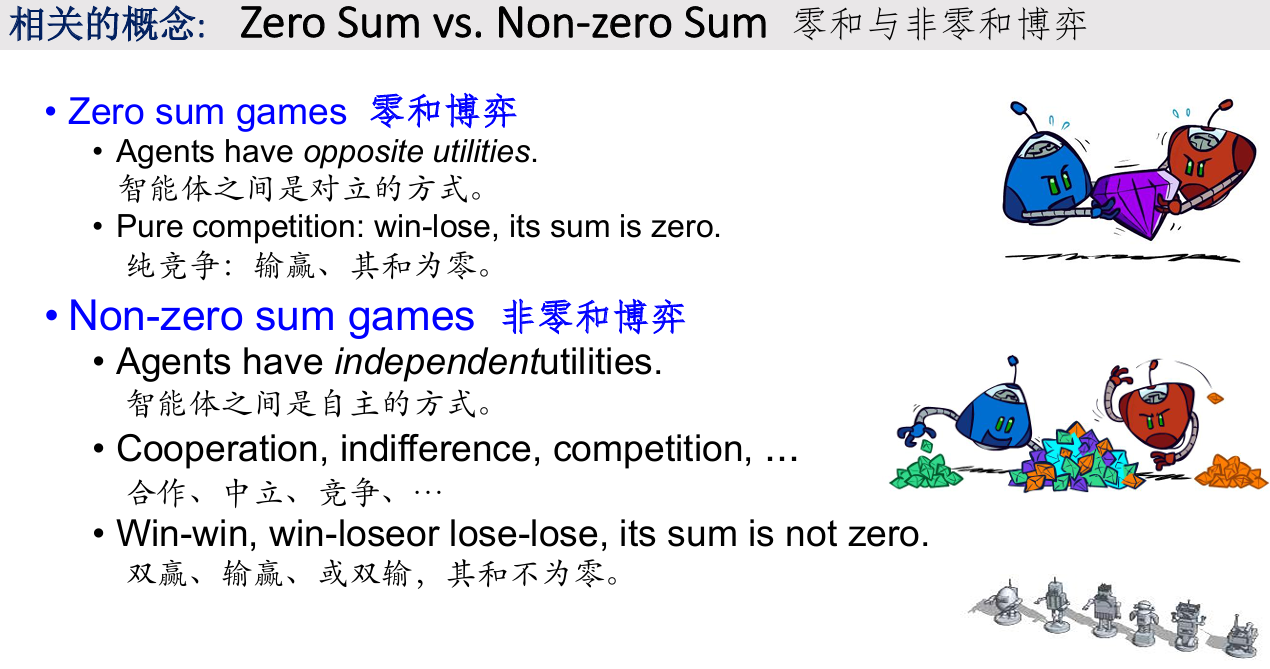 相关的概念: Zero Sum vs. Non-zero Sum 零和与非零和博弈
• Zero sum games 零和博弈
• Agents have opposite utilities.
智能体之间是对立的方式。
• Pure competition: win-lose, its sum is zero.
纯竞争：输赢、其和为零。
• Non-zero sum games 非零和博弈
• Agents have independentutilities.
智能体之间是自主的方式。
• Cooperation, indifference, competition, …
合作、中立、竞争、…
• Win-win, win-loseor lose-lose, its sum is not zero.
双赢、输赢、或双输，其和不为零。